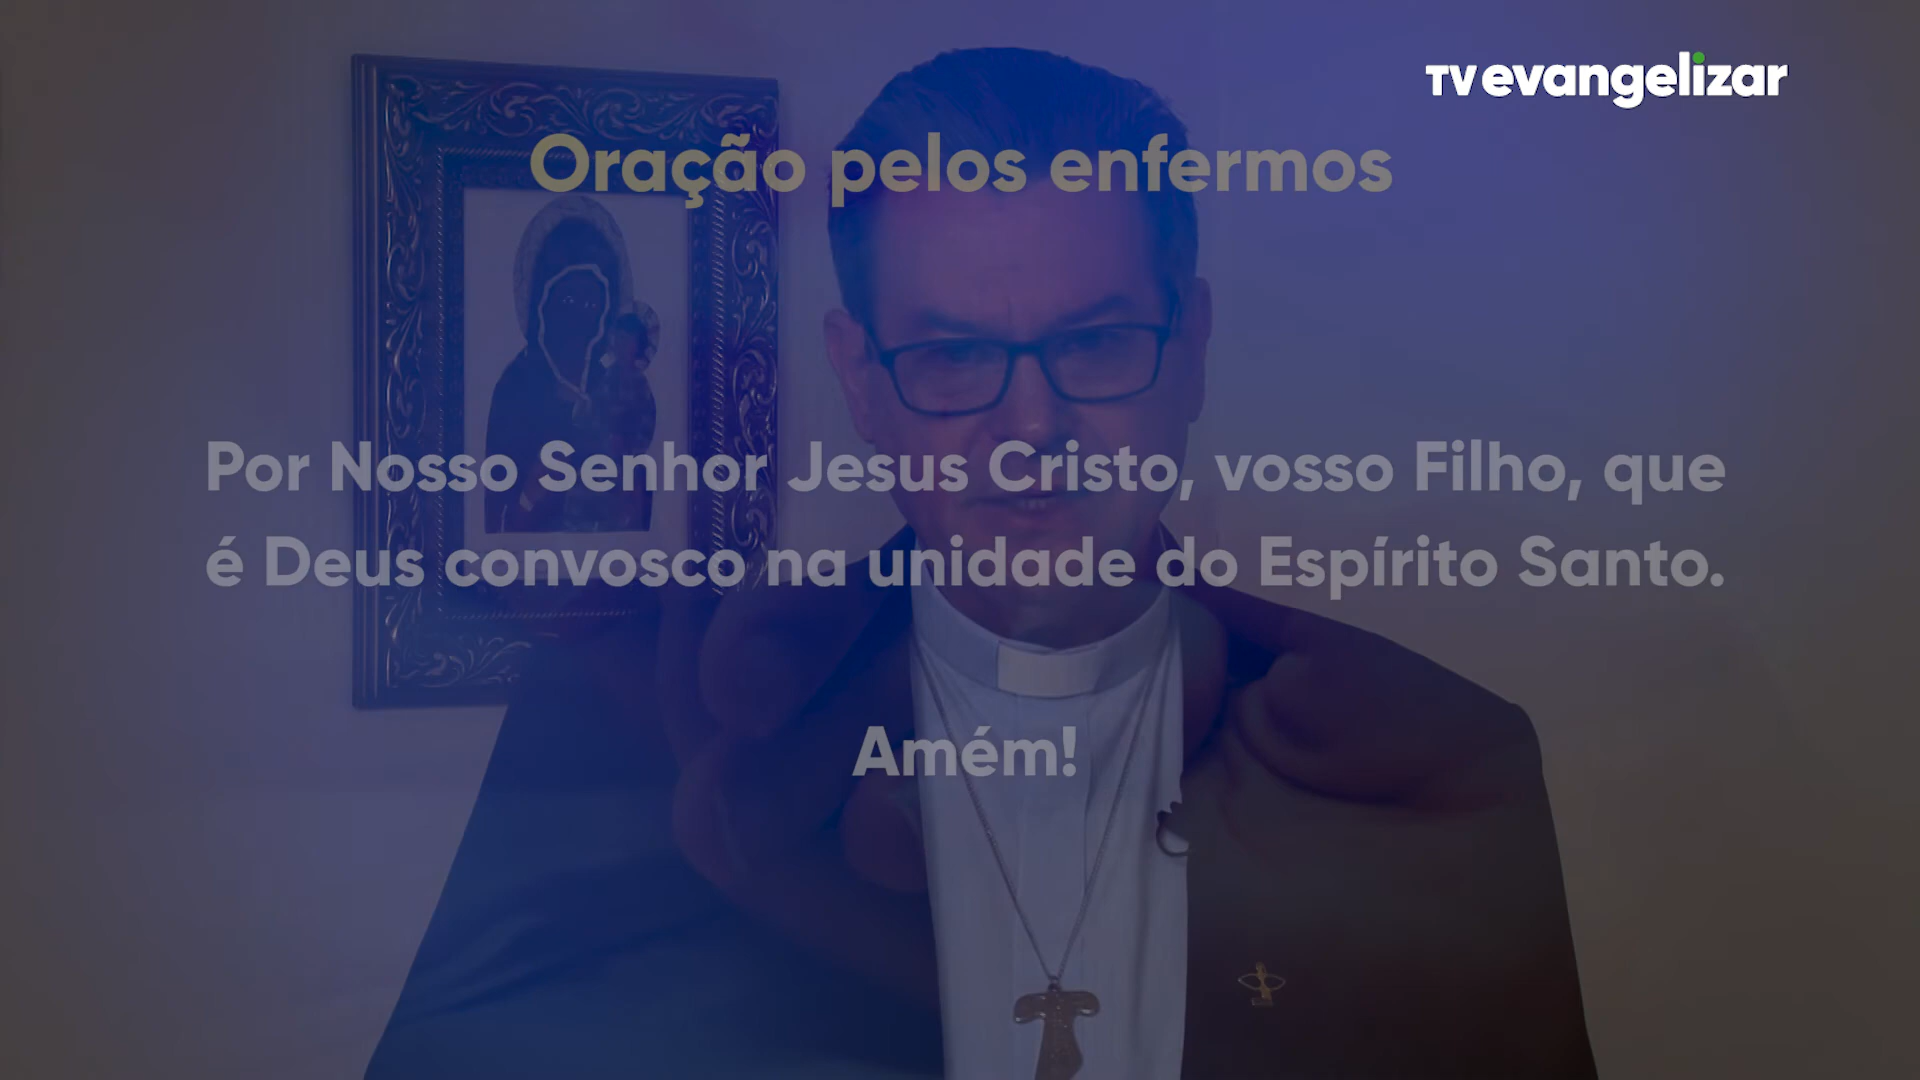 TV evangelizar
Oração pelos enfermos
Por Nosso Senhor Jesus Cristo, vosso Filho, que
é Deus convosco na unidade do Espírito Santo.
Amém!